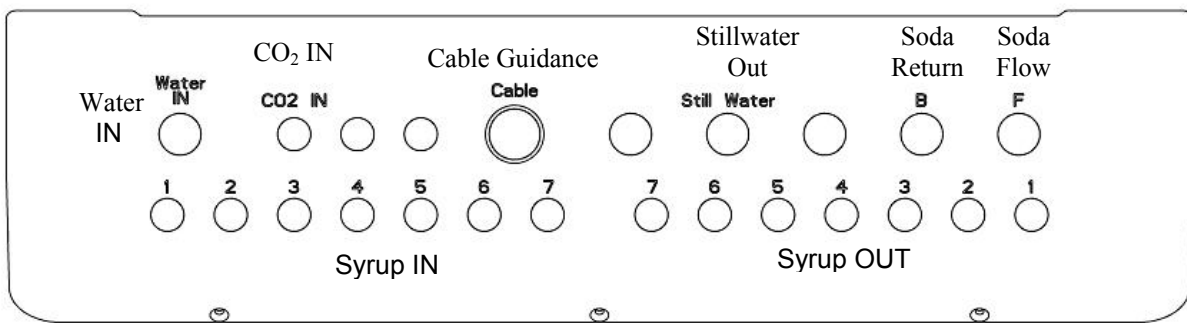 Water
IN
CO₂ IN
Cable Guidance
Stillwater
Out
Soda
Return
Soda
Flow
Water
IN
CO2 IN
Cable
Still Water
B
F
1 2 3 4 5 6 7 7 6 5 4 3 2 1
Syrup IN
Syrup OUT